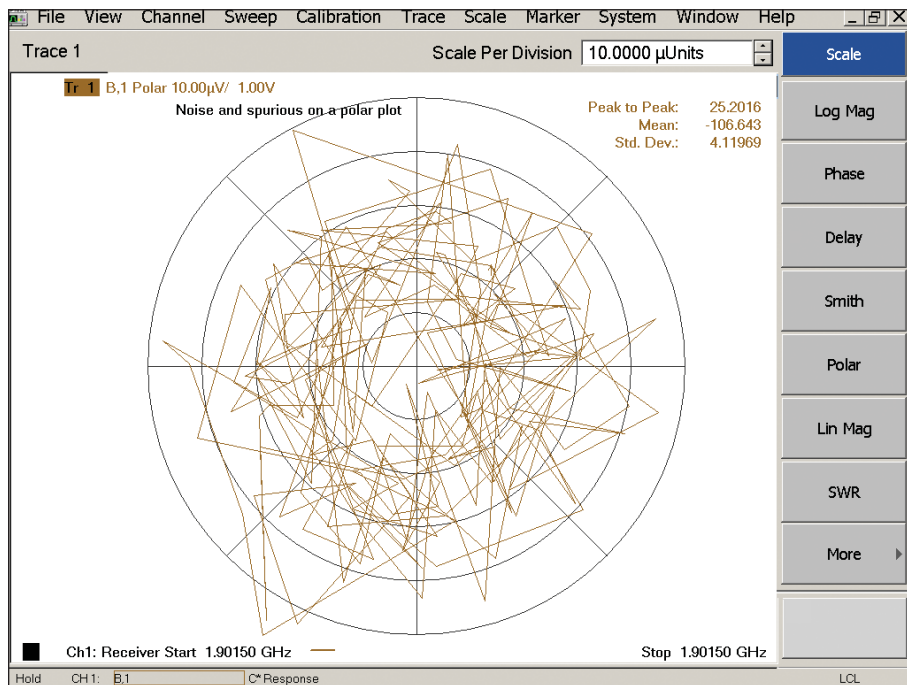 File View Channel Sweep Calibration Trace Scale Marker System Window Help
Trace 1 Scale Per Division 10.0000 µUnits
Scale
Tr 1 B,1 Polar 10.00µV/ 1.00V
Noise and spurious on a polar plot
Peak to Peak: 25.2016
Mean: -106.643
Std. Dev.: 4.11969
Log Mag
Phase
Delay
Smith
Polar
Lin Mag
SWR
More
Ch1: Receiver Start 1.90150 GHz Stop 1.90150 GHz
Hold CH 1: B,1 C* Response LCL